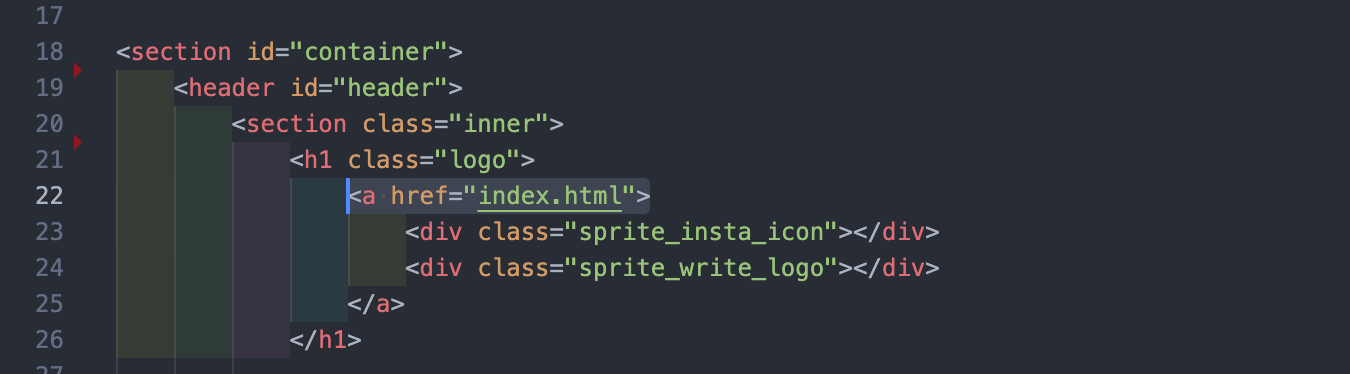 17
18 <section id="container">
19 <header id="header">
20 <section class="inner">
21 <h1 class="logo">
22 <a href="index.html">
23 <div class="sprite_insta_icon"></div>
24 <div class="sprite_write_logo"></div>
25 </a>
26 </h1>
27